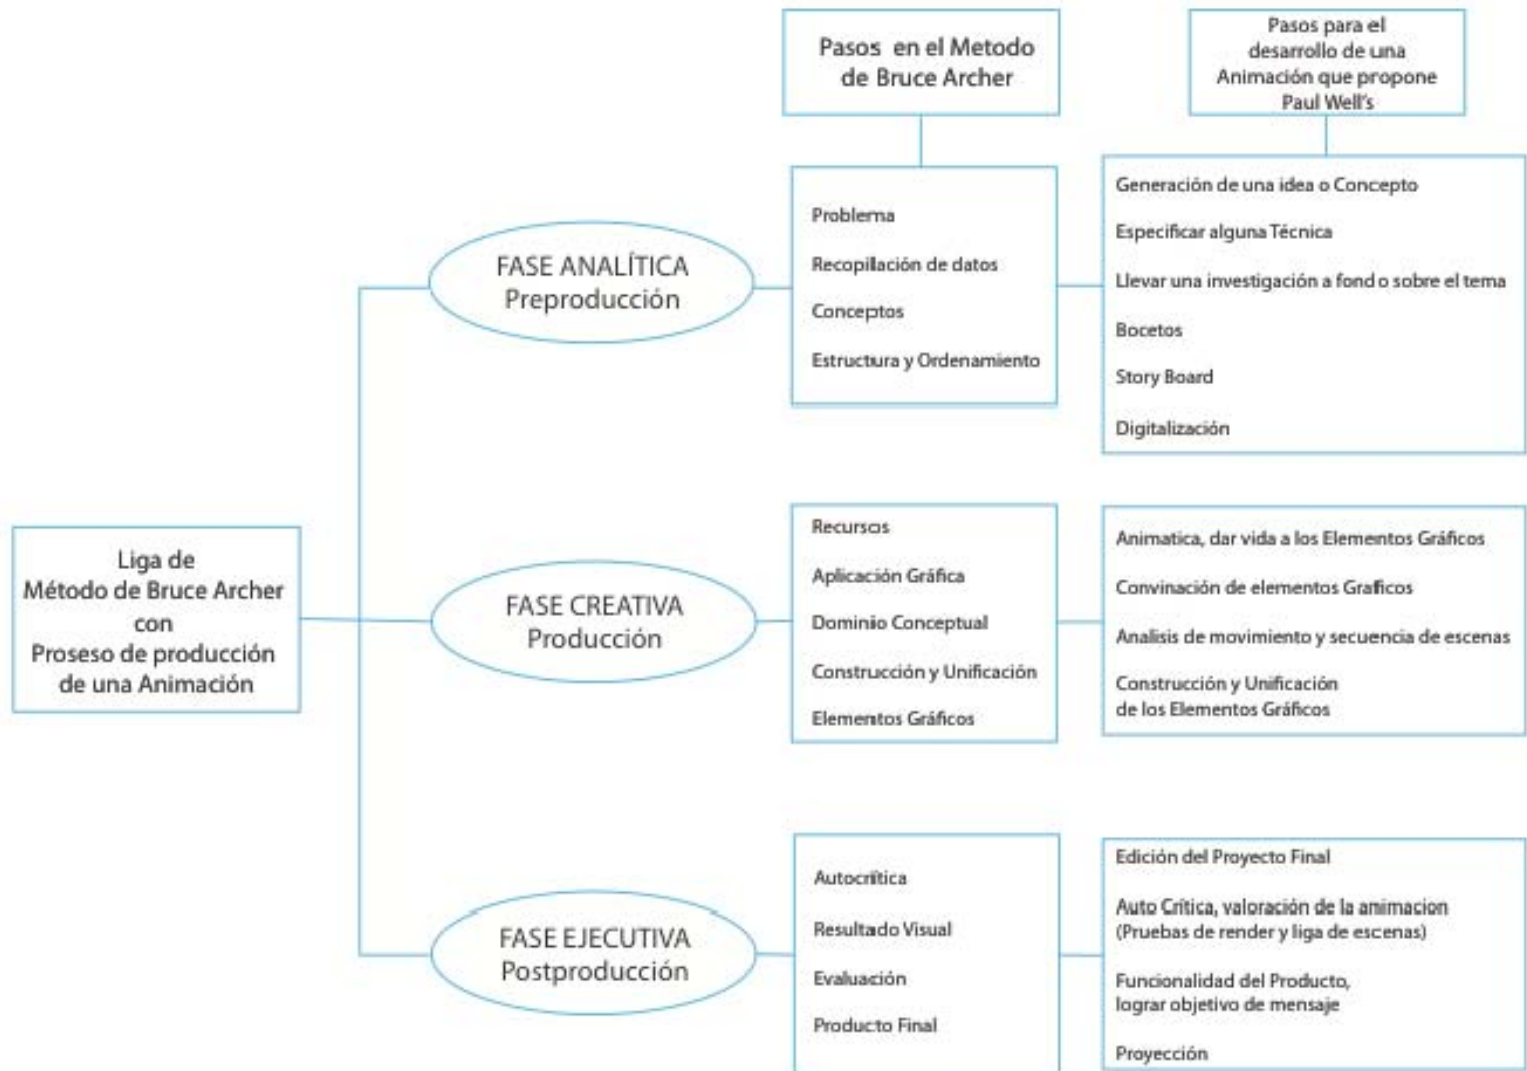 Pasos en el Metodo
de Bruce Archer
Pasos para el
desarrollo de una
Animación que propone
Paul Well's
Liga de
Método de Bruce Archer
con
Proseso de producción
de una Animación
FASE ANALÍTICA
Preproducción
Problema
Recopillación de datos
Conceptos
Estructura y Ordenamiento
Generación de una idea o Concepto
Especificar alguna Técnica
Llevar una investigación a fondo sobre el tema
Bocetos
Story Board
Digitalización
FASE CREATIVA
Producción
Recursos
Aplicación Gráfica
Dominio Conceptual
Construcción y Unificación
Elementos Gráficos
Animatica, dar vida a los Elementos Gráficos
Convinación de elementos Graficos
Analisis de movimiento y secuencia de escenas
Construcción y Unificación
de los Elementos Gráficos
FASE EJECUTIVA
Postproducción
Autocrítica
Resultado Visual
Evaluación
Producto Final
Edición del Proyecto Final
Auto Crítica, valoración de la animacion
(Pruebas de render y liga de escenas)
Funcionalidad del Producto,
lograr objetivo de mensaje
Proyección